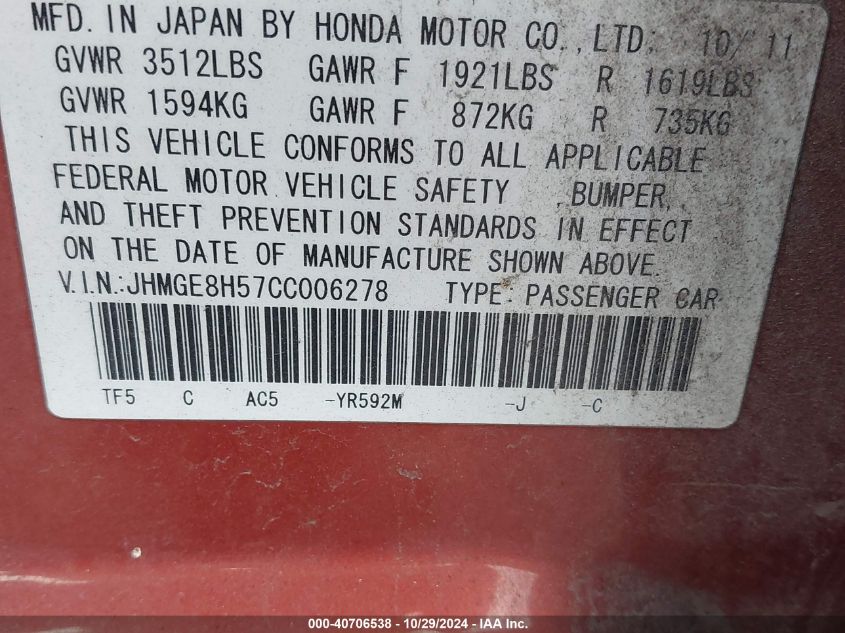 MFD. IN JAPAN BY HONDA MOTOR CO., LTD. 10/11
GVWR 3512LBS GAWR F 1921LBS R 1619LBS
GVWR 1594KG GAWR F 872KG R 735KG
THIS VEHICLE CONFORMS TO ALL APPLICABLE
FEDERAL MOTOR VEHICLE SAFETY , BUMPER,
AND THEFT PREVENTION STANDARDS IN EFFECT
ON THE DATE OF MANUFACTURE SHOWN ABOVE.
V.I.N.:JHMGE8H57CC006278 TYPE: PASSENGER CAR
TF5 C AC5 -YR592M -J -C
000-40706538 - 10/29/2024 - IAA Inc.